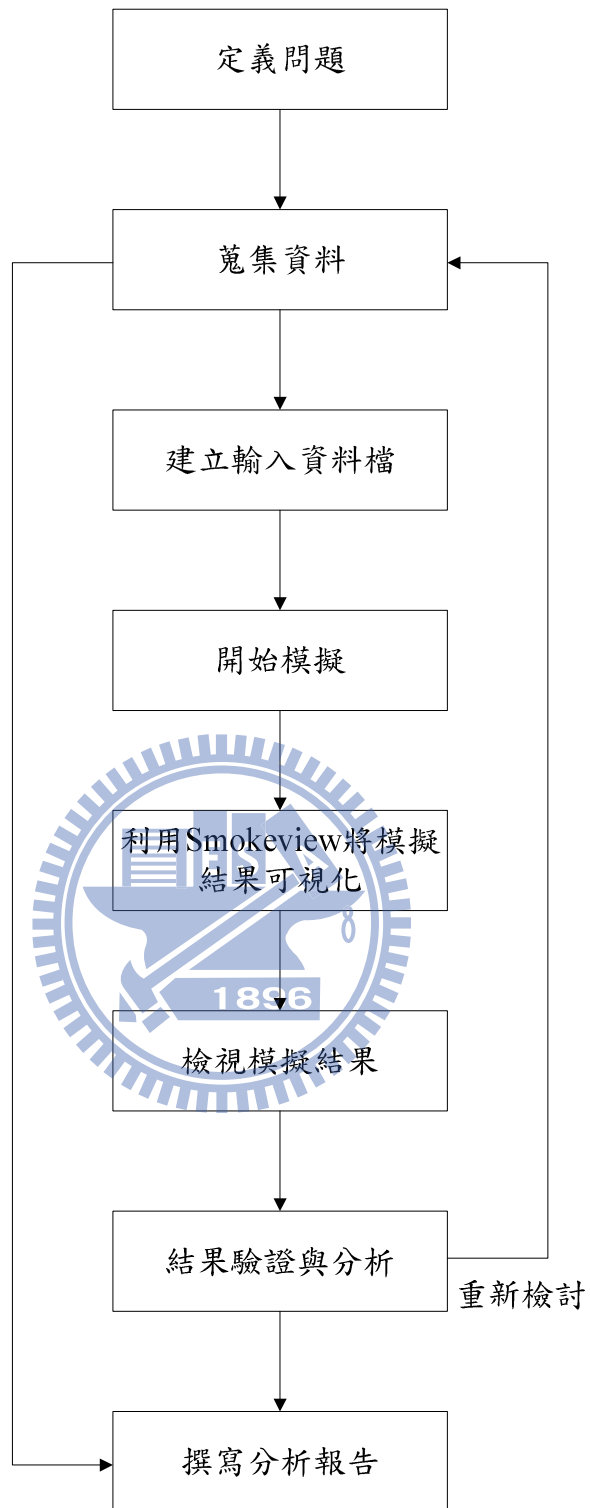 定義問題
蒐集資料
建立輸入資料檔
開始模擬
利用Smokeview將模擬
結果可視化
1896
檢視模擬結果
結果驗證與分析
重新檢討
撰寫分析報告